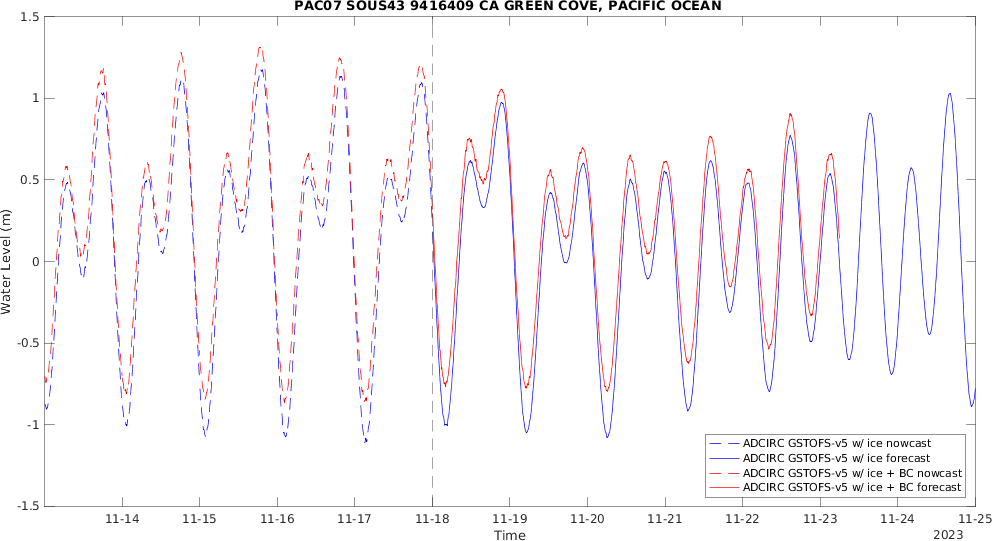 PAC07 SOUS43 9416409 CA GREEN COVE, PACIFIC OCEAN
1.5
1
0.5
0
-0.5
-1
-1.5
Water Level (m)
11-14 11-15 11-16 11-17 11-18 11-19 11-20 11-21 11-22 11-23 11-24 11-25
Time
2023
ADCIRC GSTOFS-v5 w/ ice nowcast
ADCIRC GSTOFS-v5 w/ ice forecast
ADCIRC GSTOFS-v5 w/ ice + BC nowcast
ADCIRC GSTOFS-v5 w/ ice + BC forecast